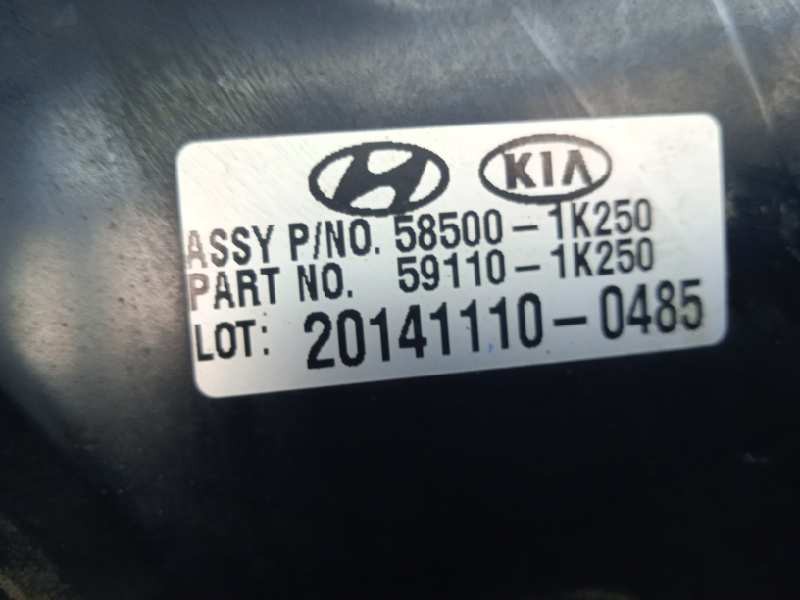 KIA
ASSY P/NO. 58500-1K250
PART NO. 59110-1K250
LOT: 20141110-0485